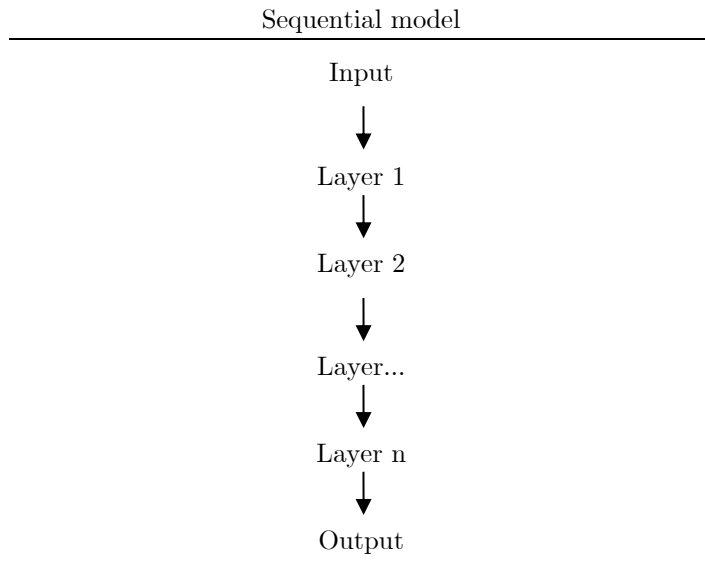 Sequential model
Input
Layer 1
Layer 2
Layer...
Layer n
Output